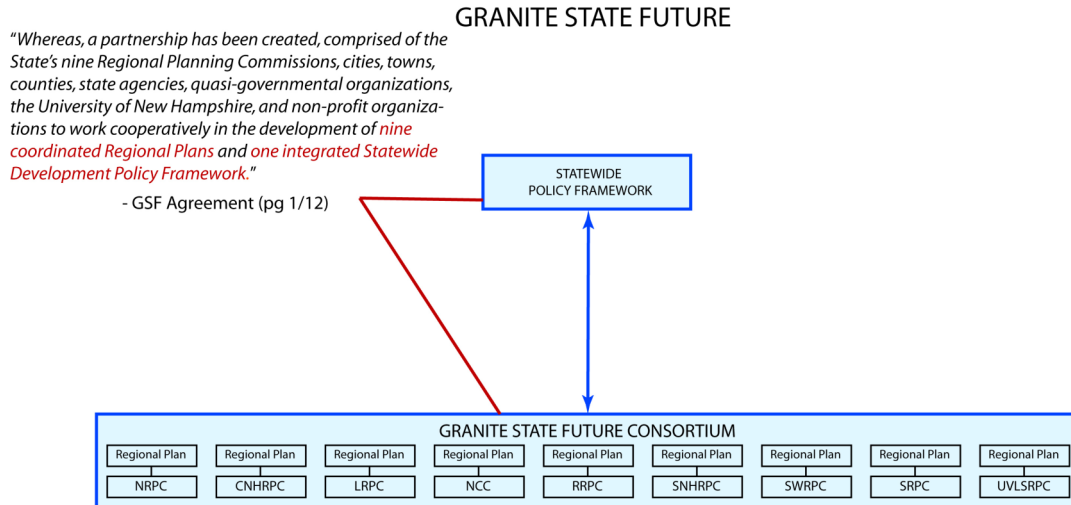 GRANITE STATE FUTURE
"Whereas, a partnership has been created, comprised of the
State's nine Regional Planning Commissions, cities, towns,
counties, state agencies, quasi-governmental organizations,
the University of New Hampshire, and non-profit organiza-
tions to work cooperatively in the development of nine
coordinated Regional Plans and one integrated Statewide
Development Policy Framework."
- GSF Agreement (pg 1/12)
STATEWIDE
POLICY FRAMEWORK
GRANITE STATE FUTURE CONSORTIUM
Regional Plan Regional Plan Regional Plan Regional Plan Regional Plan Regional Plan Regional Plan Regional Plan Regional Plan
NRPC CNHRPC LRPC NCC RRPC SNHRPC SWRPC SRPC UVLSRPC